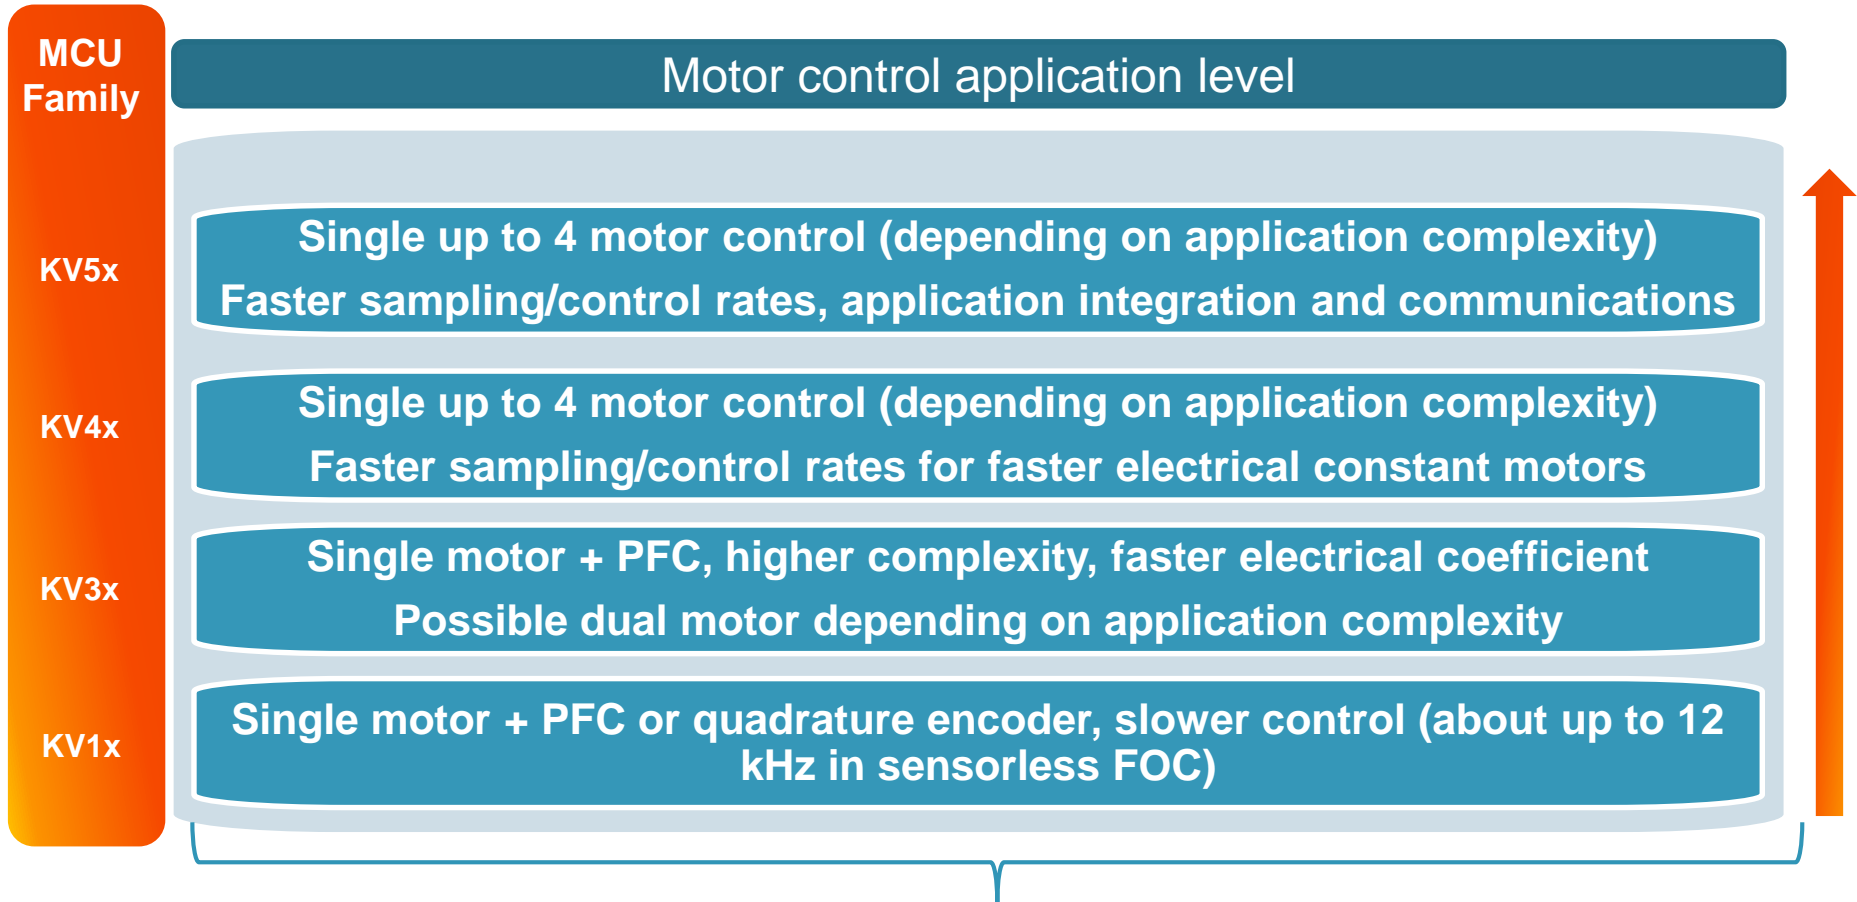 MCU
Family
Motor control application level
KV5x
Single up to 4 motor control (depending on application complexity)
Faster sampling/control rates, application integration and communications
KV4x
Single up to 4 motor control (depending on application complexity)
Faster sampling/control rates for faster electrical constant motors
KV3x
Single motor + PFC, higher complexity, faster electrical coefficient
Possible dual motor depending on application complexity
KV1x
Single motor + PFC or quadrature encoder, slower control (about up to 12
kHz in sensorless FOC)